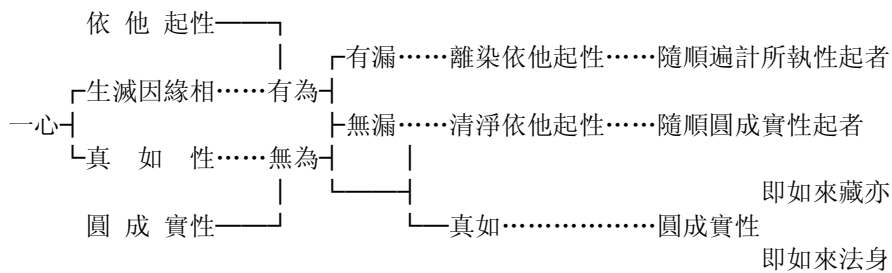 依他起性
有漏……離染依他起性……隨順遍計所執性起者
生滅因緣相……有為
一心
無漏……清淨依他起性……隨順圓成實性起者
真如性……無為
即如來藏亦
圓成實性
真如………………圓成實性
即如來法身